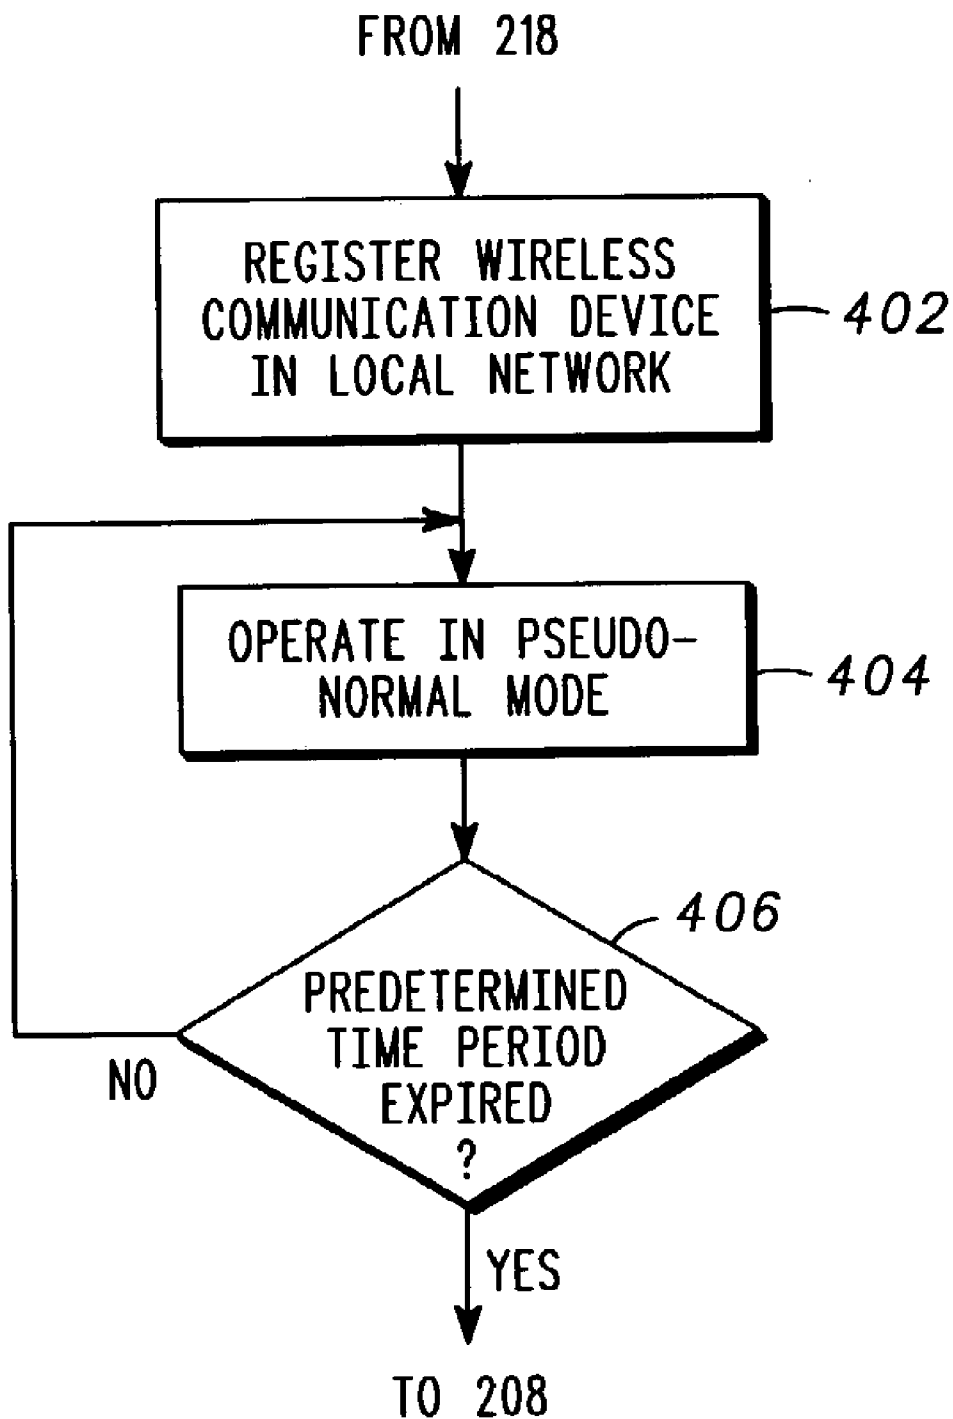 FROM 218
REGISTER WIRELESS
COMMUNICATION DEVICE
IN LOCAL NETWORK
402
OPERATE IN PSEUDO-
NORMAL MODE
404
406
PREDETERMINED
TIME PERIOD
EXPIRED
?
NO
YES
TO 208